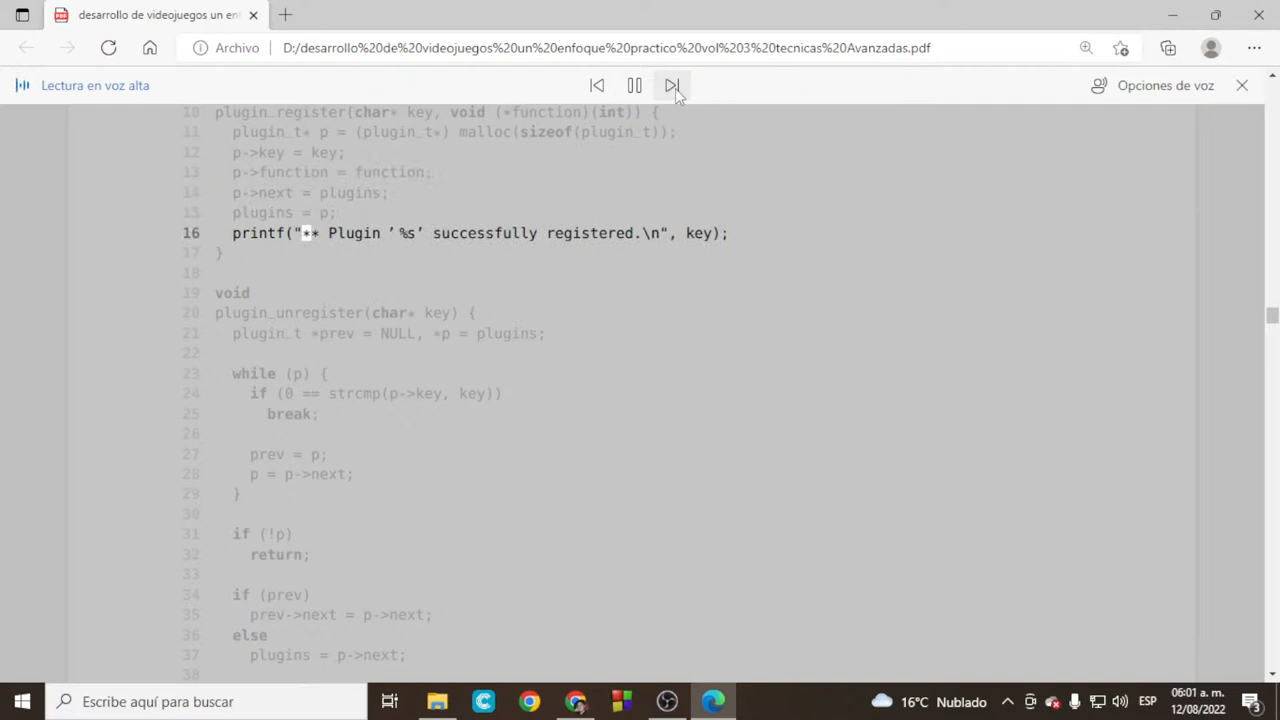 desarrollo de videojuegos un en
Archivo
D:/desarrollo%20de%20videojuegos%20un%20enfoque%20practico%20vol%203%20tecnicas%20Avanzadas.pdf
Lectura en voz alta
Opciones de voz
10 plugin_register(char* key, void (*function)(int)) {
11 plugin_t* p = (plugin_t*) malloc(sizeof(plugin_t));
12 p->key = key;
13 p->function = function;
14 p->next = plugins;
15 plugins = p;
16 printf("** Plugin ’%s’ successfully registered.\n", key);
17 }
18
19 void
20 plugin_unregister(char* key) {
21 plugin_t *prev = NULL, *p = plugins;
22
23 while (p) {
24 if (0 == strcmp(p->key, key))
25 break;
26
27 prev = p;
28 p = p->next;
29 }
30
31 if (!p)
32 return;
33
34 if (prev)
35 prev->next = p->next;
36 else
37 plugins = p->next;
38
Escribe aquí para buscar
16°C Nublado
ESP
06:01 a. m.
12/08/2022
3